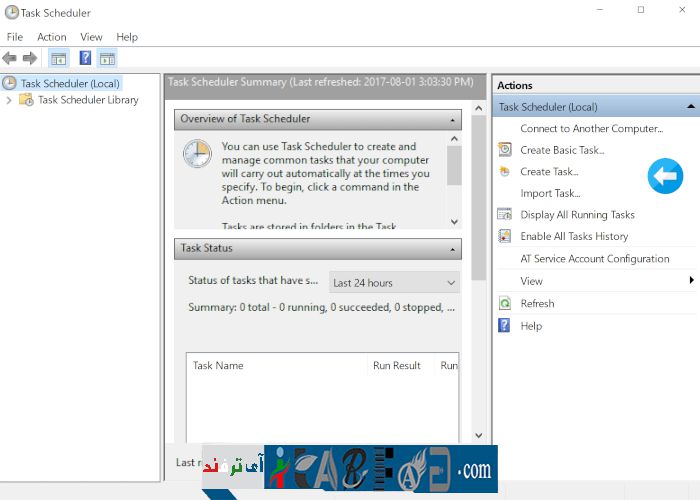 Task Scheduler
File Action View Help
Task Scheduler (Local)
Task Scheduler Library
Task Scheduler Summary (Last refreshed: 2017-08-01 3:03:30 PM)
Overview of Task Scheduler
You can use Task Scheduler to create and
manage common tasks that your computer
will carry out automatically at the times you
specify. To begin, click a command in the
Action menu.
Tasks are stored in folders in the Task
Task Status
Status of tasks that have s... Last 24 hours
Summary: 0 total - 0 running, 0 succeeded, 0 stopped, ...
Task Name Run Result Run
Last
Actions
Task Scheduler (Local)
Connect to Another Computer...
Create Basic Task...
Create Task...
Import Task...
Display All Running Tasks
Enable All Tasks History
AT Service Account Configuration
View
Refresh
Help
آی ترفند
.com